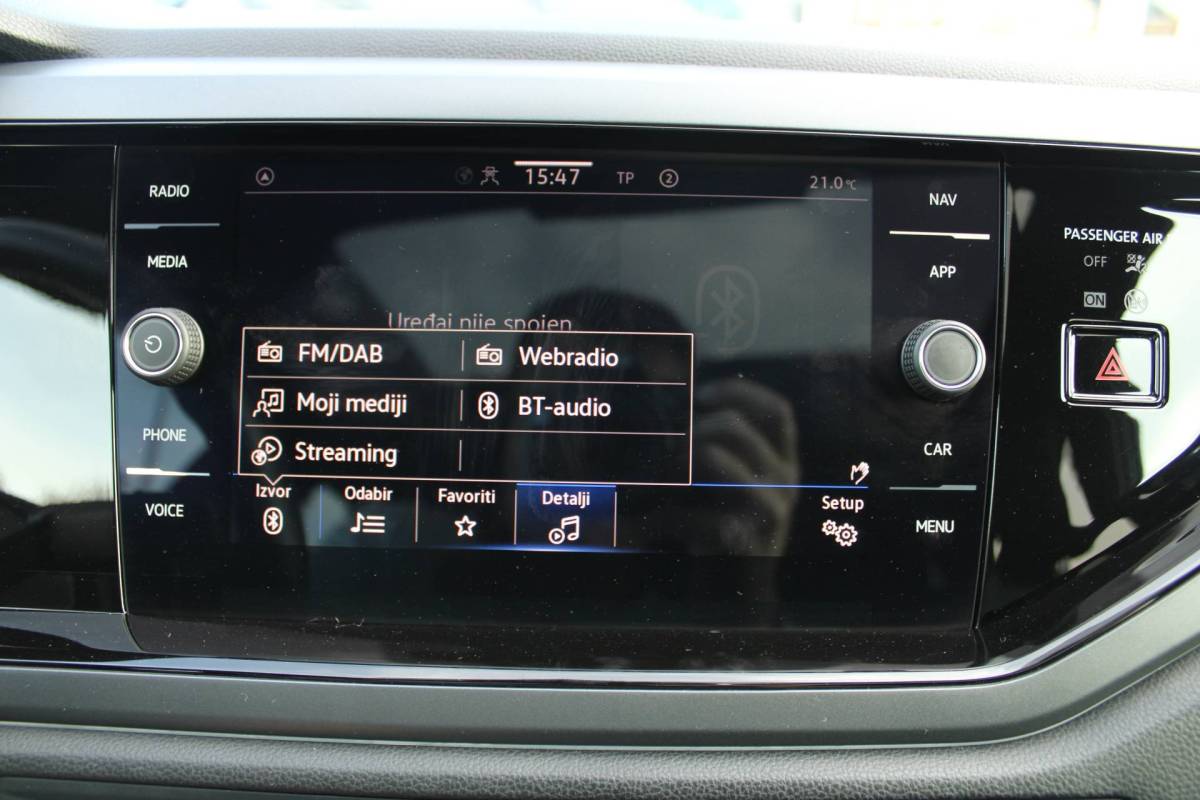 RADIO
MEDIA
PHONE
VOICE
15:47 TP 2 21.0°C
Uređaj nije spojen.
FM/DAB Webradio
Moji mediji BT-audio
Streaming
Izvor Odabir Favoriti Detalji Setup
NAV
APP
CAR
MENU
PASSENGER AIR
OFF
ON